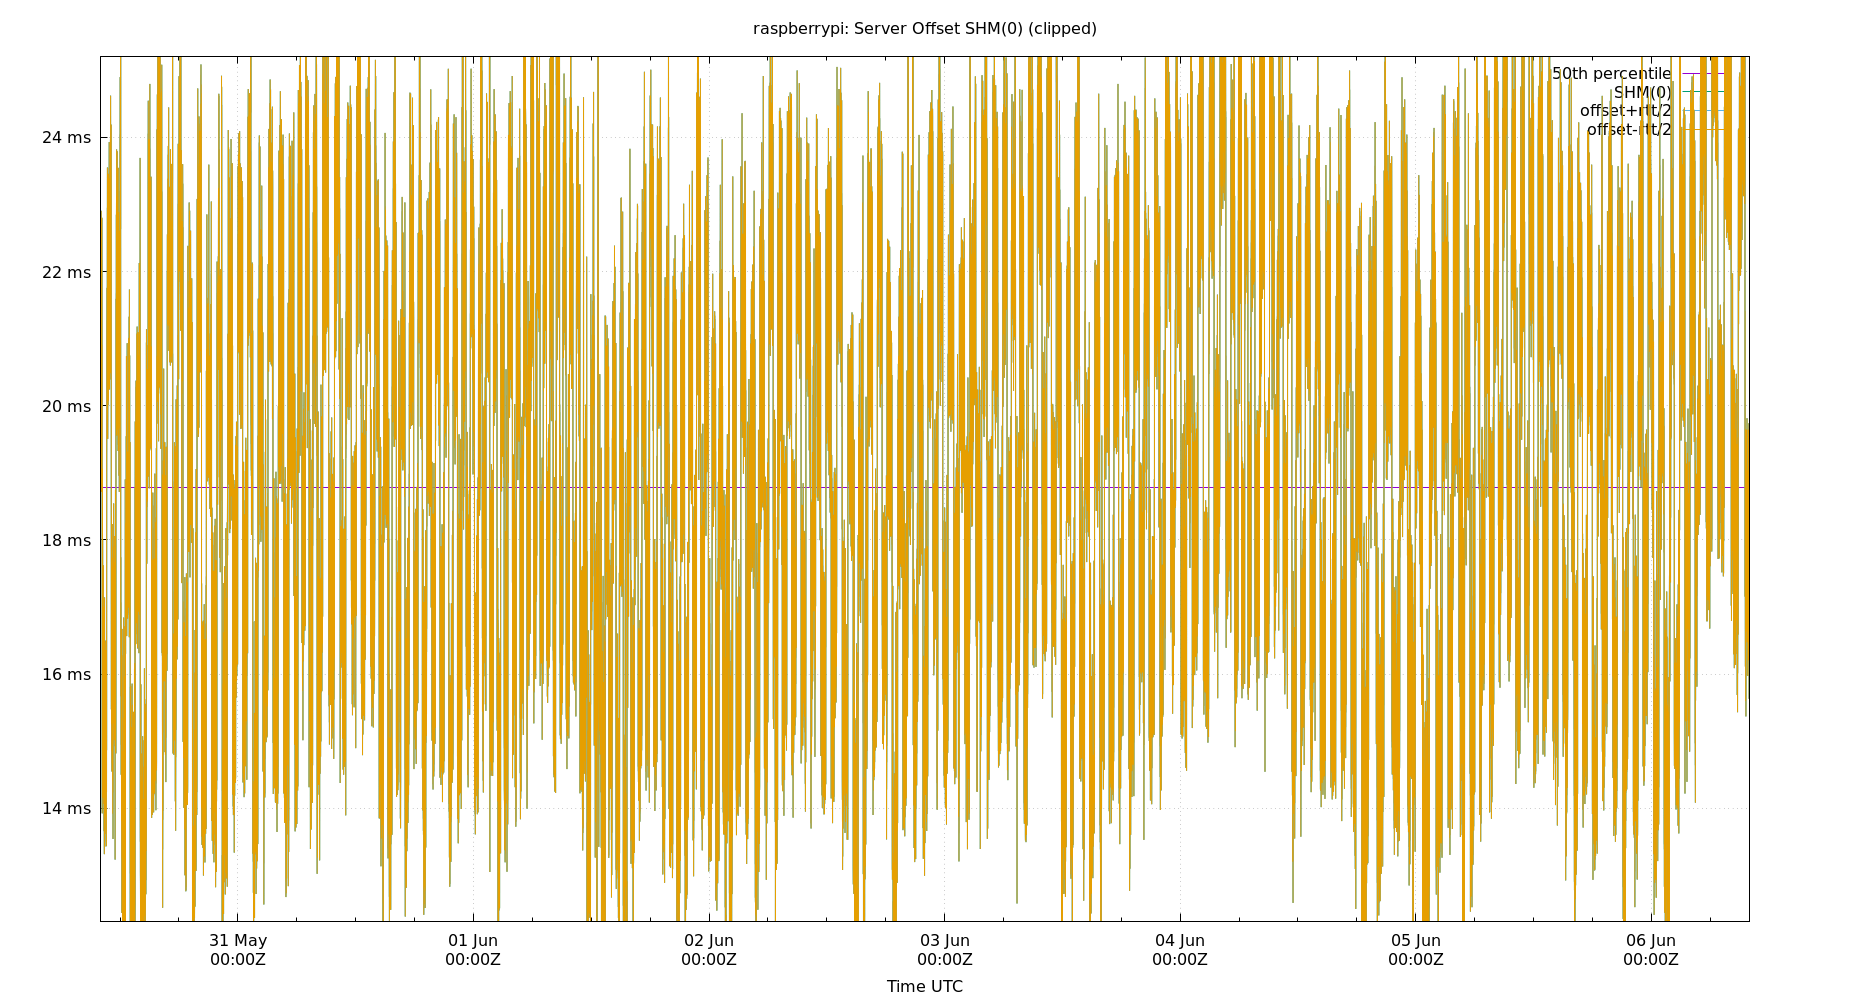 raspberrypi: Server Offset SHM(0) (clipped)
50th percentile
SHM(0)
offset+rtt/2
offset-rtt/2
24 ms
22 ms
20 ms
18 ms
16 ms
14 ms
31 May
00:00Z
01 Jun
00:00Z
02 Jun
00:00Z
03 Jun
00:00Z
04 Jun
00:00Z
05 Jun
00:00Z
06 Jun
00:00Z
Time UTC